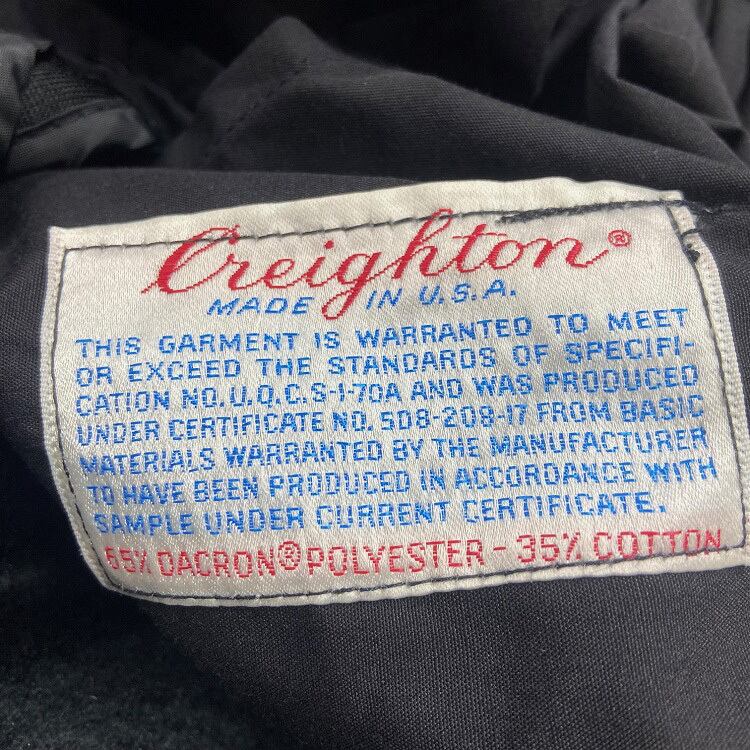 Creighton®
MADE IN U.S.A.
THIS GARMENT IS WARRANTED TO MEET
OR EXCEED THE STANDARDS OF SPECIFI-
CATION NO. U.Q.C.S-1-70A AND WAS PRODUCED
UNDER CERTIFICATE NO. 508-209-17 FROM BASIC
MATERIALS WARRANTED BY THE MANUFACTURER
TO HAVE BEEN PRODUCED IN ACCORDANCE WITH
SAMPLE UNDER CURRENT CERTIFICATE.
65% DACRON® POLYESTER - 35% COTTON